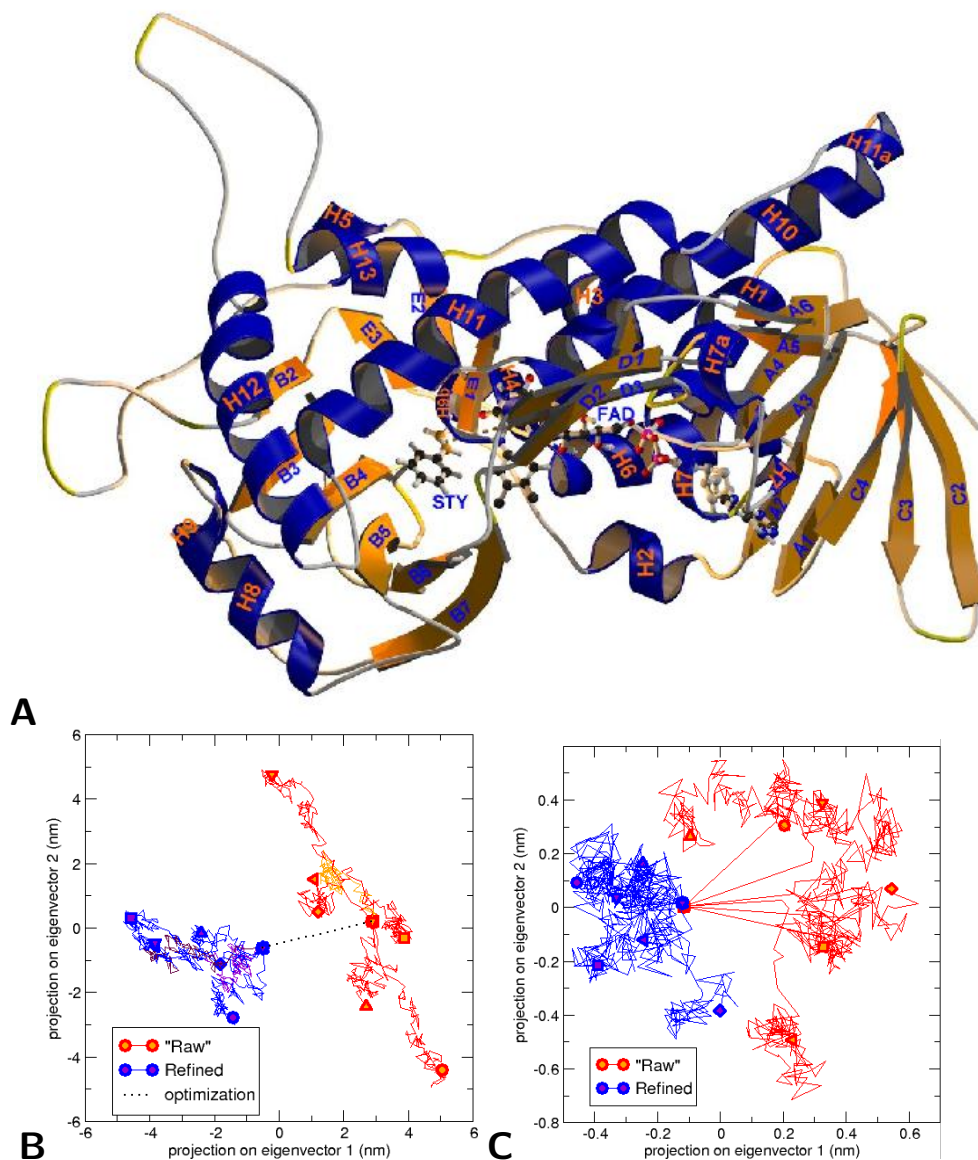 H11a
H5
H10
H13
E2
H3
H1
A6
H11
E3
D1
H7a
A5
B2
H4
A4
H12
E1
D2
D3
FAD
A3
B3
B4
H6
H7
STY
C4
C2
H9
B5
C3
A1
H8
B6
H2
B7
A
6
4
2
0
-2
-4
-6
projection on eigenvector 2 (nm)
"Raw"
Refined
optimization
-6 -4 -2 0 2 4 6
projection on eigenvector 1 (nm)
B
0.4
0.2
0
-0.2
-0.4
-0.6
-0.8
projection on eigenvector 2 (nm)
"Raw"
Refined
-0.4 -0.2 0 0.2 0.4 0.6
projection on eigenvector 1 (nm)
C